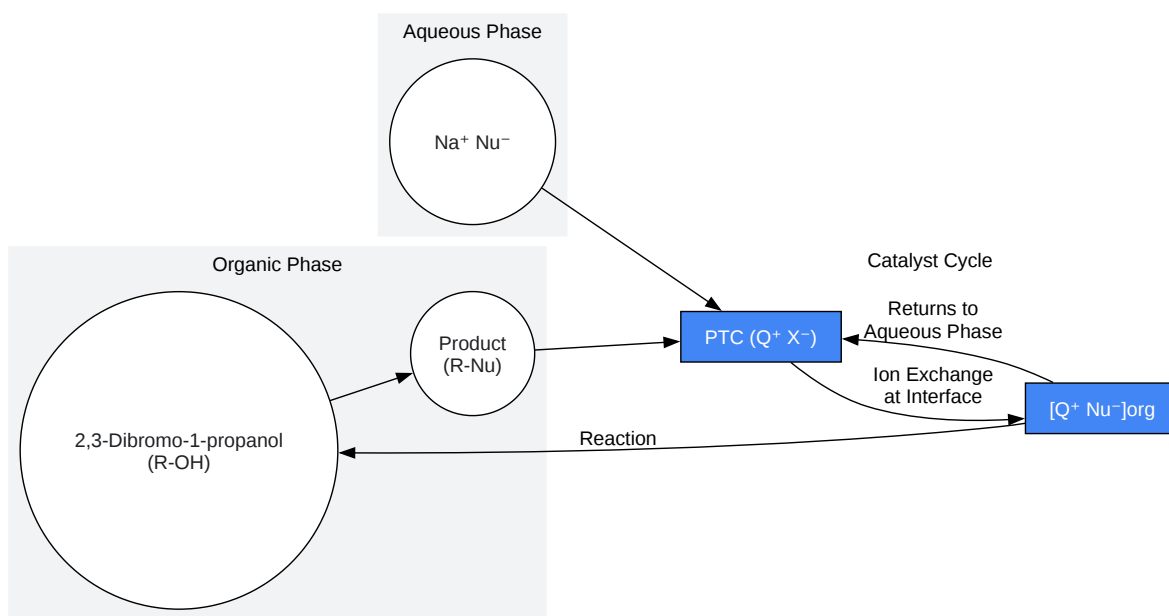 Aqueous Phase
Na⁺ Nu⁻
Organic Phase
Catalyst Cycle
Returns to
Aqueous Phase
PTC (Q⁺ X⁻)
Product
(R-Nu)
Ion Exchange
at Interface
[Q⁺ Nu⁻]org
Reaction
2,3-Dibromo-1-propanol
(R-OH)